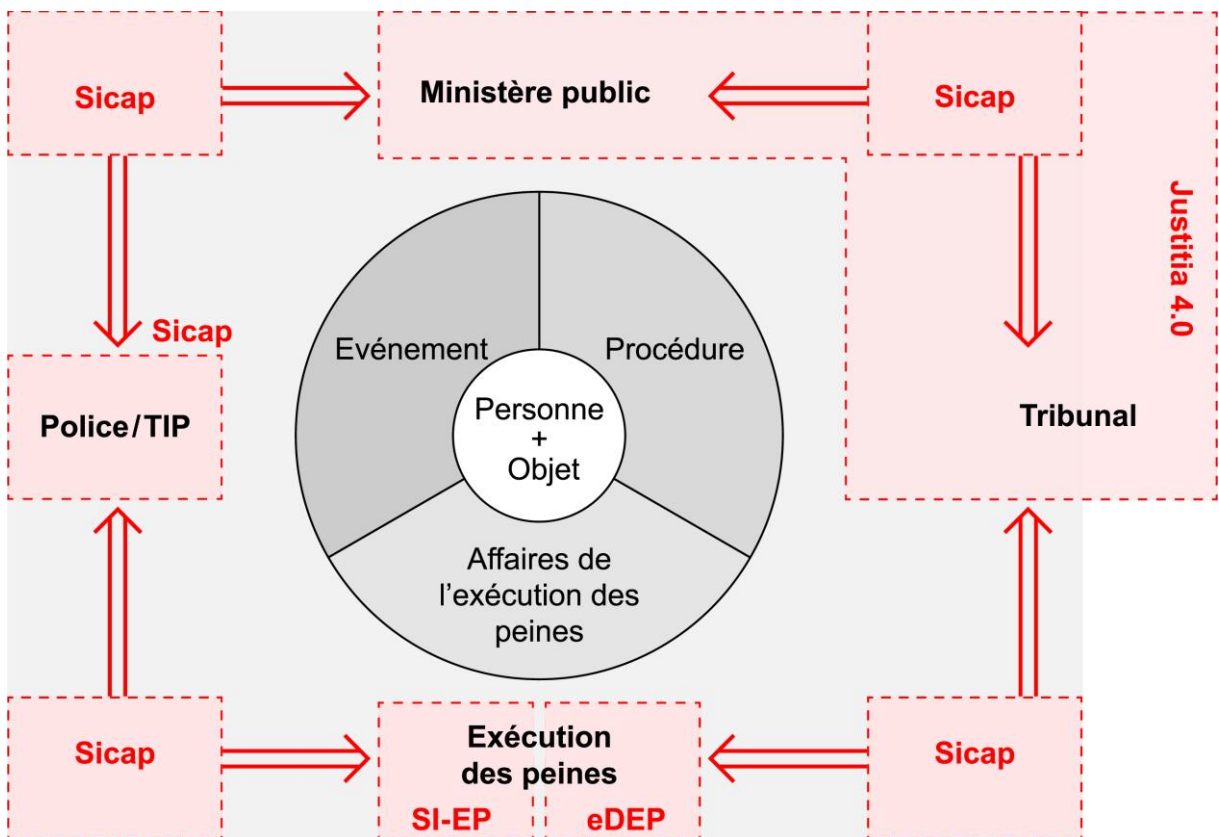 Sicap
Ministère public
Sicap
Justitia 4.0
Sicap
Evénement
Procédure
Police/TIP
Personne
+
Objet
Tribunal
Affaires de
l'exécution des
peines
Sicap
Exécution
des peines
SI-EP
eDEP
Sicap